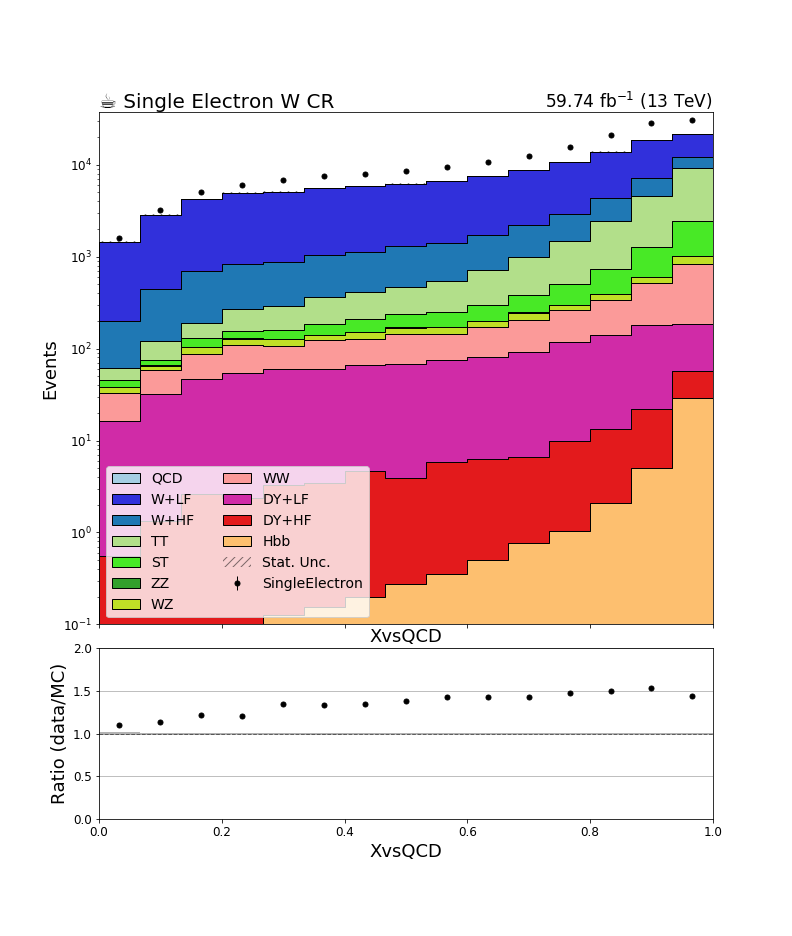 ☕ Single Electron W CR
59.74 fb⁻¹ (13 TeV)
Events
10⁴
10³
10²
10¹
10⁰
10⁻¹
QCD
W+LF
W+HF
TT
ST
ZZ
WZ
WW
DY+LF
DY+HF
Hbb
Stat. Unc.
SingleElectron
XvsQCD
Ratio (data/MC)
2.0
1.5
1.0
0.5
0.0
0.0 0.2 0.4 0.6 0.8 1.0
XvsQCD